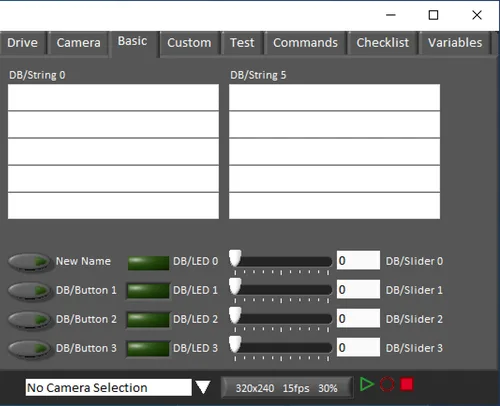 Drive Camera Basic Custom Test Commands Checklist Variables
DB/String 0 DB/String 5
New Name DB/LED 0 0 DB/Slider 0
DB/Button 1 DB/LED 1 0 DB/Slider 1
DB/Button 2 DB/LED 2 0 DB/Slider 2
DB/Button 3 DB/LED 3 0 DB/Slider 3
No Camera Selection 320x240 15fps 30%